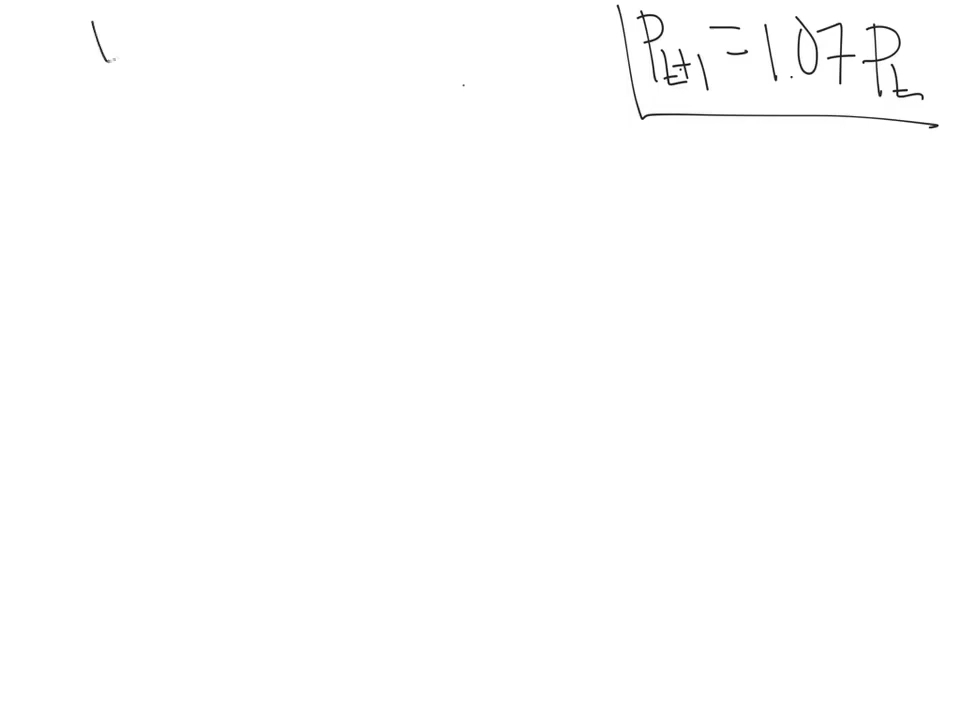 P_{t+1} = 1.07 P_t